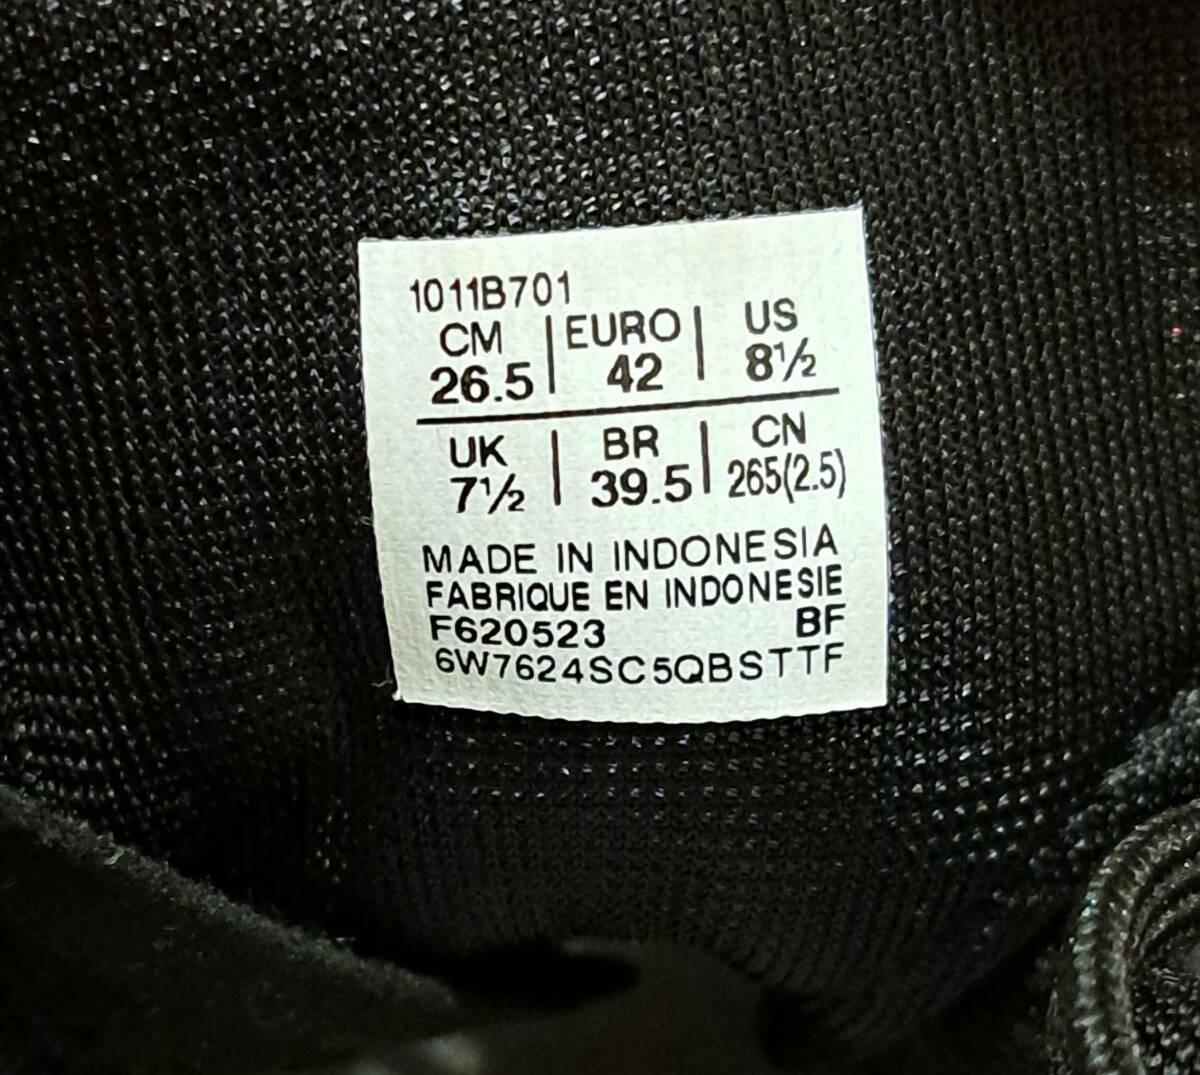 1011B701
CM | EURO | US
26.5 | 42 | 8½
UK | BR | CN
7½ | 39.5 | 265(2.5)
MADE IN INDONESIA
FABRIQUE EN INDONESIE
F620523 BF
6W7624SC5QBSTTF